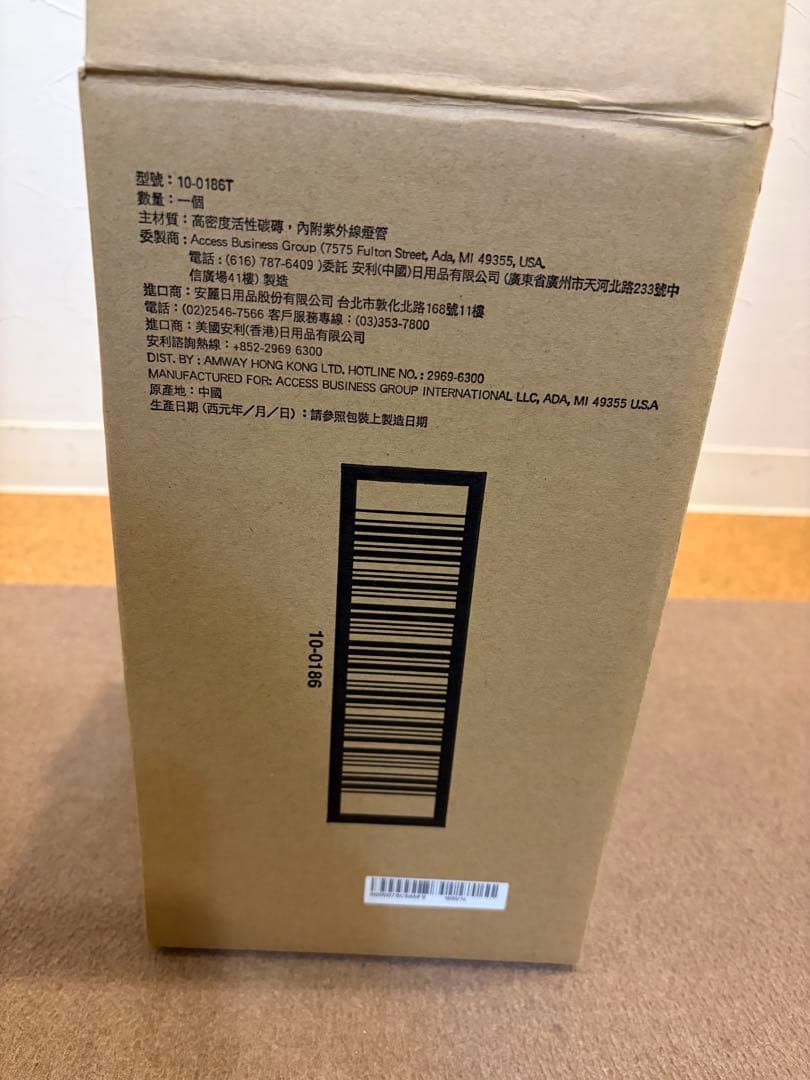 型號：10-0186T
數量：一個
主材質：高密度活性碳磚，內附紫外線燈管
委製商：Access Business Group (7575 Fulton Street, Ada, MI 49355, USA,
電話：(616) 787-6409 )委託 安利(中國)日用品有限公司 (廣東省廣州市天河北路233號中
信廣場41樓) 製造
進口商：安麗日用品股份有限公司 台北市敦化北路168號11樓
電話：(02)2546-7566 客戶服務專線：(03)353-7800
進口商：美國安利(香港)日用品有限公司
安利諮詢熱線：+852-2969 6300
DIST. BY : AMWAY HONG KONG LTD. HOTLINE NO. : 2969-6300
MANUFACTURED FOR: ACCESS BUSINESS GROUP INTERNATIONAL LLC, ADA, MI 49355 U.S.A
原產地：中國
生產日期 (西元年／月／日)：請參照包裝上製造日期
10-0186